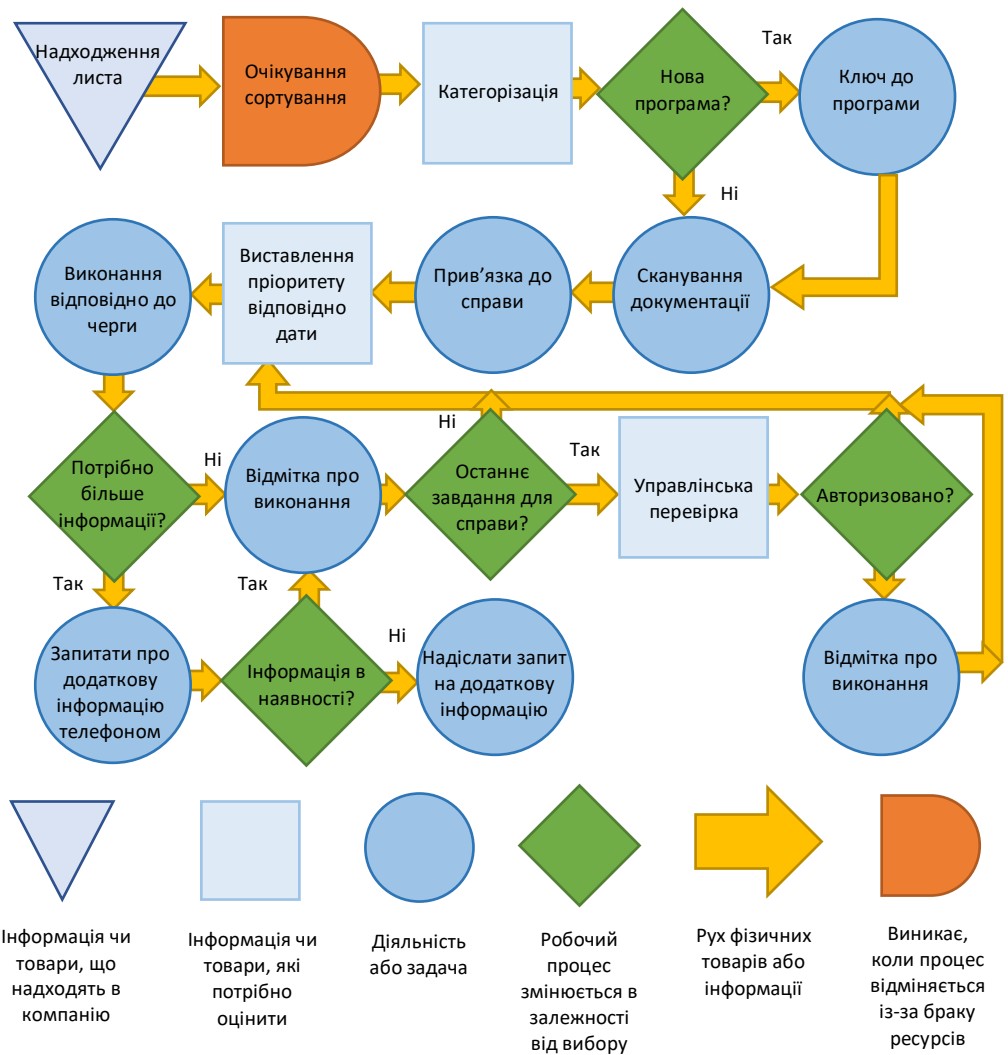 Надходження
листа
Очікування
сортування
Категорізація
Нова
програма?
Так
Ключ до
програми
Ні
Виконання
відповідно до
черги
Виставлення
пріоритету
відповідно
дати
Прив’язка до
справи
Сканування
документації
Потрібно
більше
інформації?
Ні
Відмітка про
виконання
Ні
Останнє
завдання для
справи?
Так
Управлінська
перевірка
Авторизовано?
Так
Так
Запитати про
додаткову
інформацію
телефоном
Інформація в
наявності?
Ні
Надіслати запит
на додаткову
інформацію
Відмітка про
виконання
Інформація чи
товари, що
надходять в
компанію
Інформація чи
товари, які
потрібно
оцінити
Діяльність
або задача
Робочий
процес
змінюється в
залежності
від вибору
Рух фізичних
товарів або
інформації
Виникає,
коли процес
відміняється
із-за браку
ресурсів